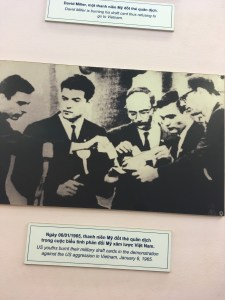 David Miller, một thanh niên Mỹ đốt thẻ quân dịch.
David Miller is burning his draft card thus refusing to
go to Vietnam.
Ngày 06/01/1965, thanh niên Mỹ đốt thẻ quân dịch
trong cuộc biểu tình phản đối Mỹ xâm lược Việt Nam.
US youths burnt their military draft cards in the demonstration
against the US aggression in Vietnam, January 6, 1965